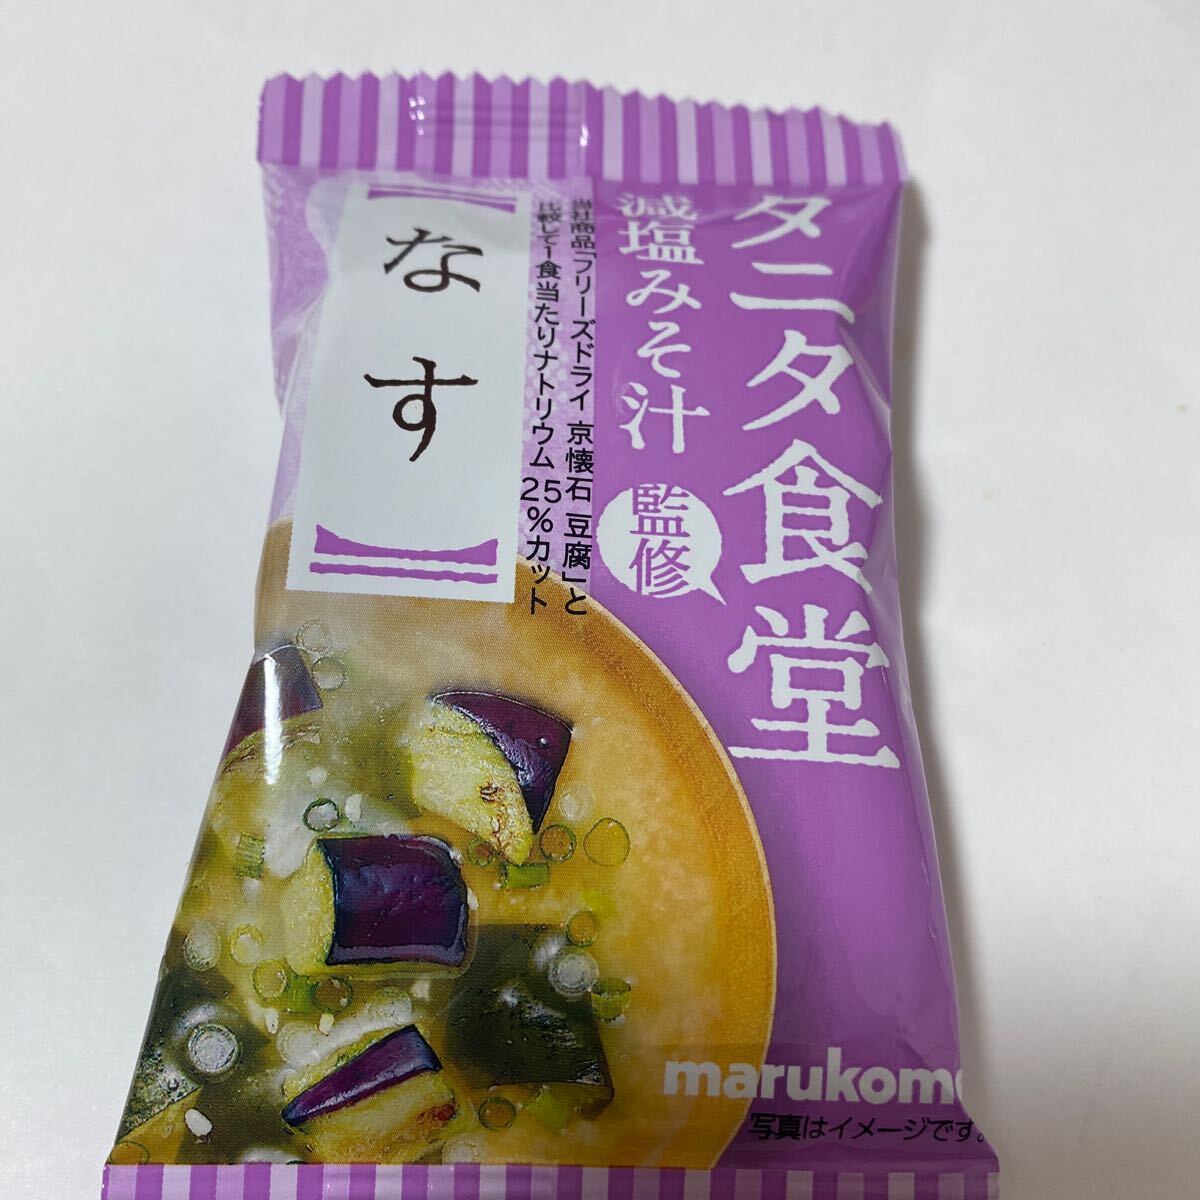 タニタ食堂
監修
減塩みそ汁
当社商品「フリーズドライ 京懐石 豆腐」と
比較して1食当たりナトリウム 25%カット
なす
marukome
写真はイメージです。